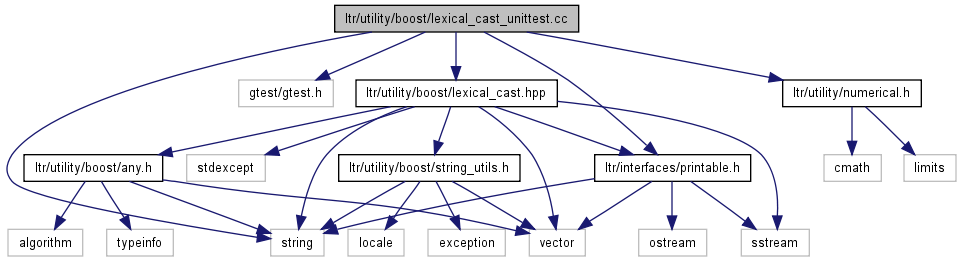 ltr/utility/boost/lexical_cast_unittest.cc
gtest/gtest.h
ltr/utility/boost/lexical_cast.hpp
ltr/utility/numerical.h
ltr/utility/boost/any.h
stdexcept
ltr/utility/boost/string_utils.h
ltr/interfaces/printable.h
cmath
limits
algorithm
typeinfo
string
locale
exception
vector
ostream
sstream